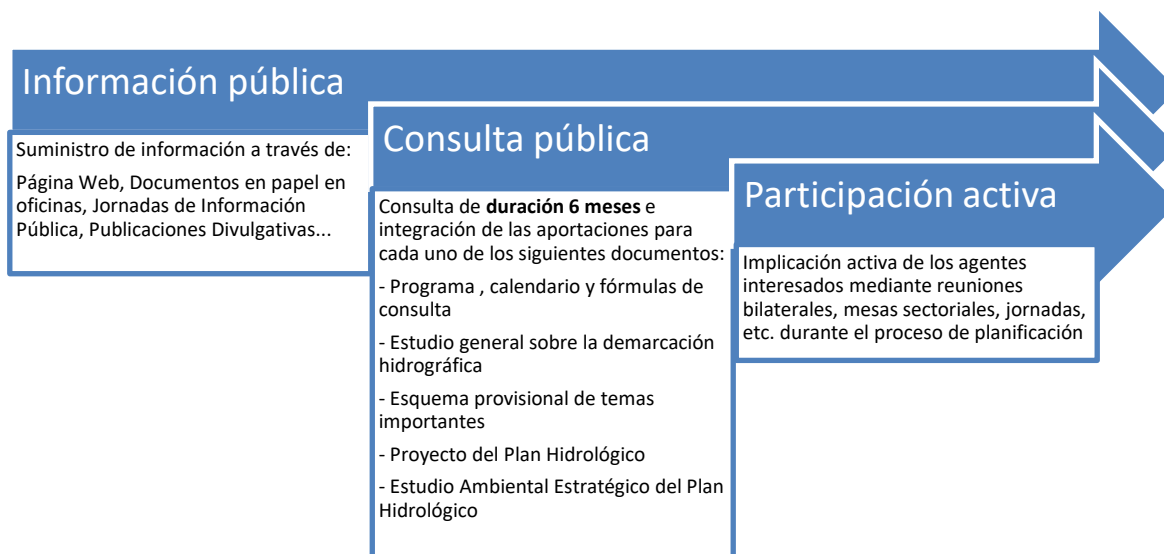 Información pública
Suministro de información a través de:
Página Web, Documentos en papel en
oficinas, Jornadas de Información
Pública, Publicaciones Divulgativas...
Consulta pública
Consulta de duración 6 meses e
integración de las aportaciones para
cada uno de los siguientes documentos:
- Programa , calendario y fórmulas de
consulta
- Estudio general sobre la demarcación
hidrográfica
- Esquema provisional de temas
importantes
- Proyecto del Plan Hidrológico
- Estudio Ambiental Estratégico del Plan
Hidrológico
Participación activa
Implicación activa de los agentes
interesados mediante reuniones
bilaterales, mesas sectoriales, jornadas,
etc. durante el proceso de planificación